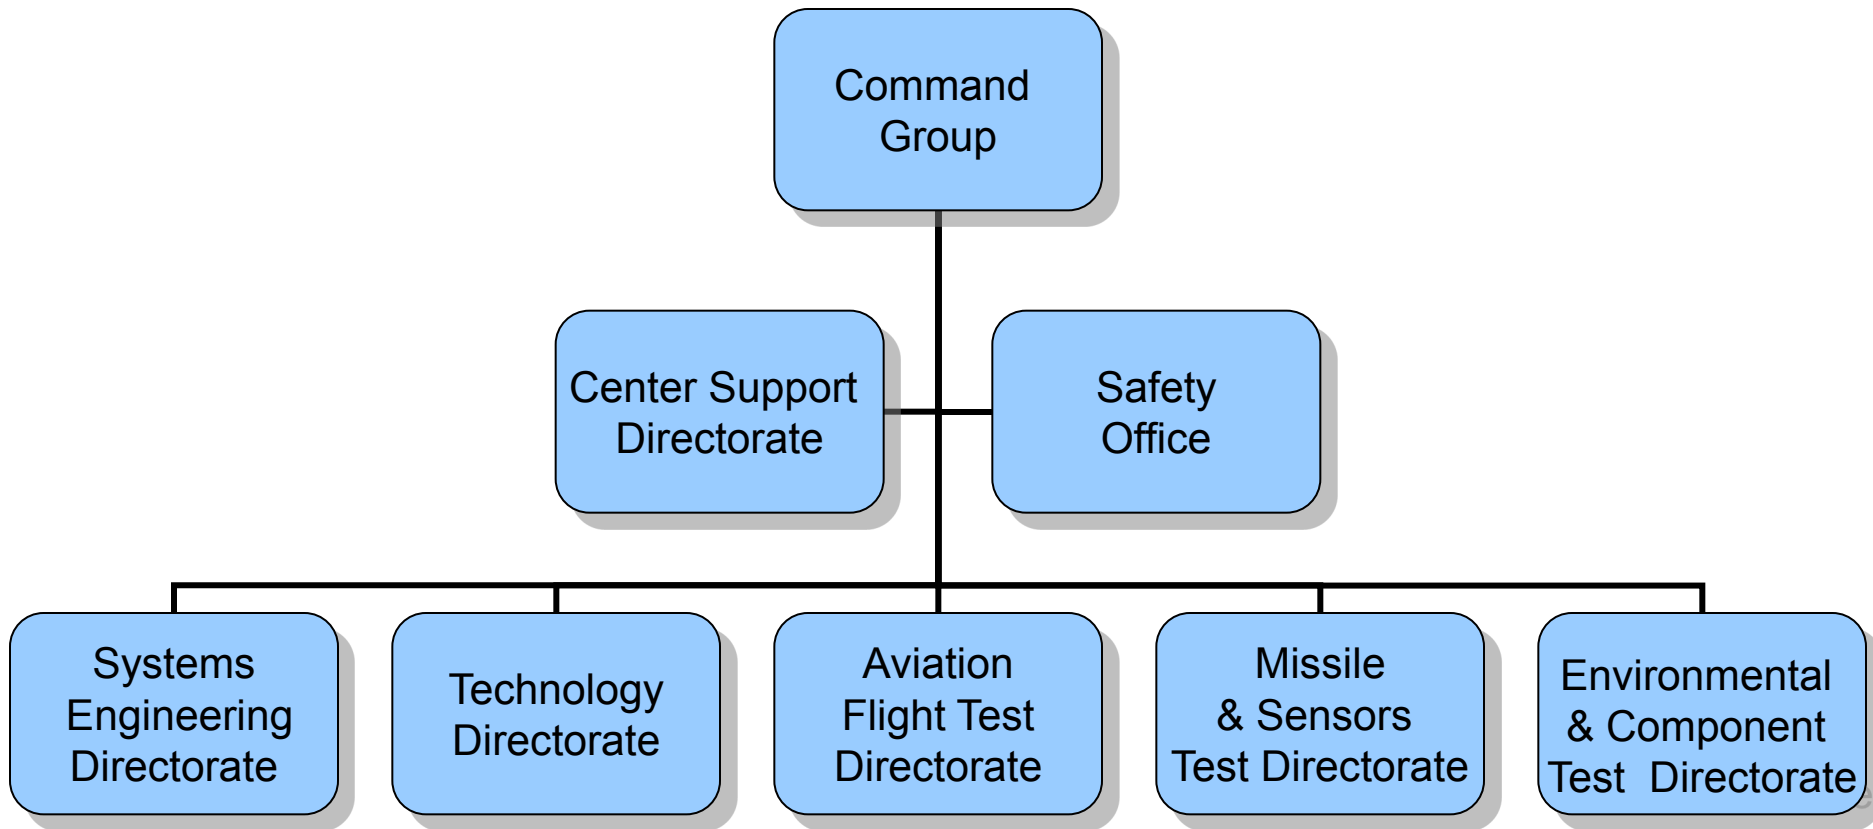 Command
Group
Center Support
Directorate
Safety
Office
Systems
Engineering
Directorate
Technology
Directorate
Aviation
Flight Test
Directorate
Missile
& Sensors
Test Directorate
Environmental
& Component
Test  Directorate